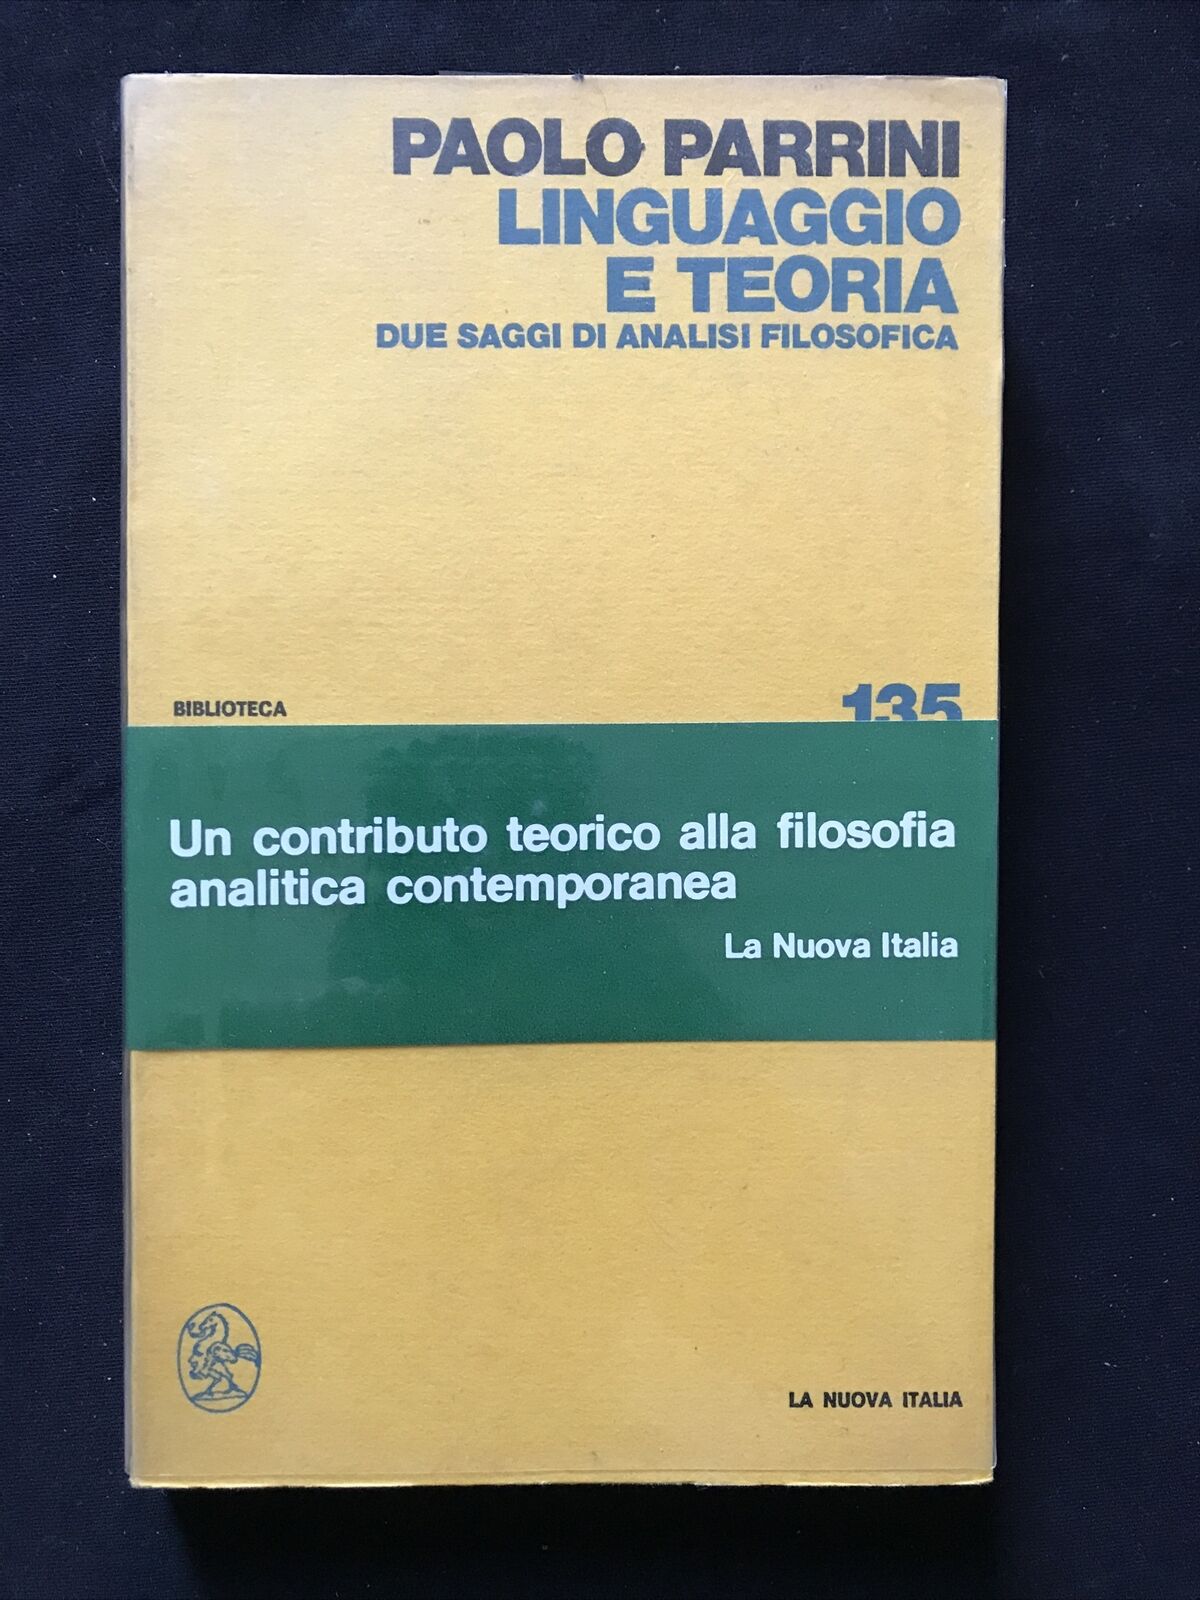 PAOLO PARRINI
LINGUAGGIO
E TEORIA
DUE SAGGI DI ANALISI FILOSOFICA
BIBLIOTECA 135
Un contributo teorico alla filosofia
analitica contemporanea
La Nuova Italia
LA NUOVA ITALIA